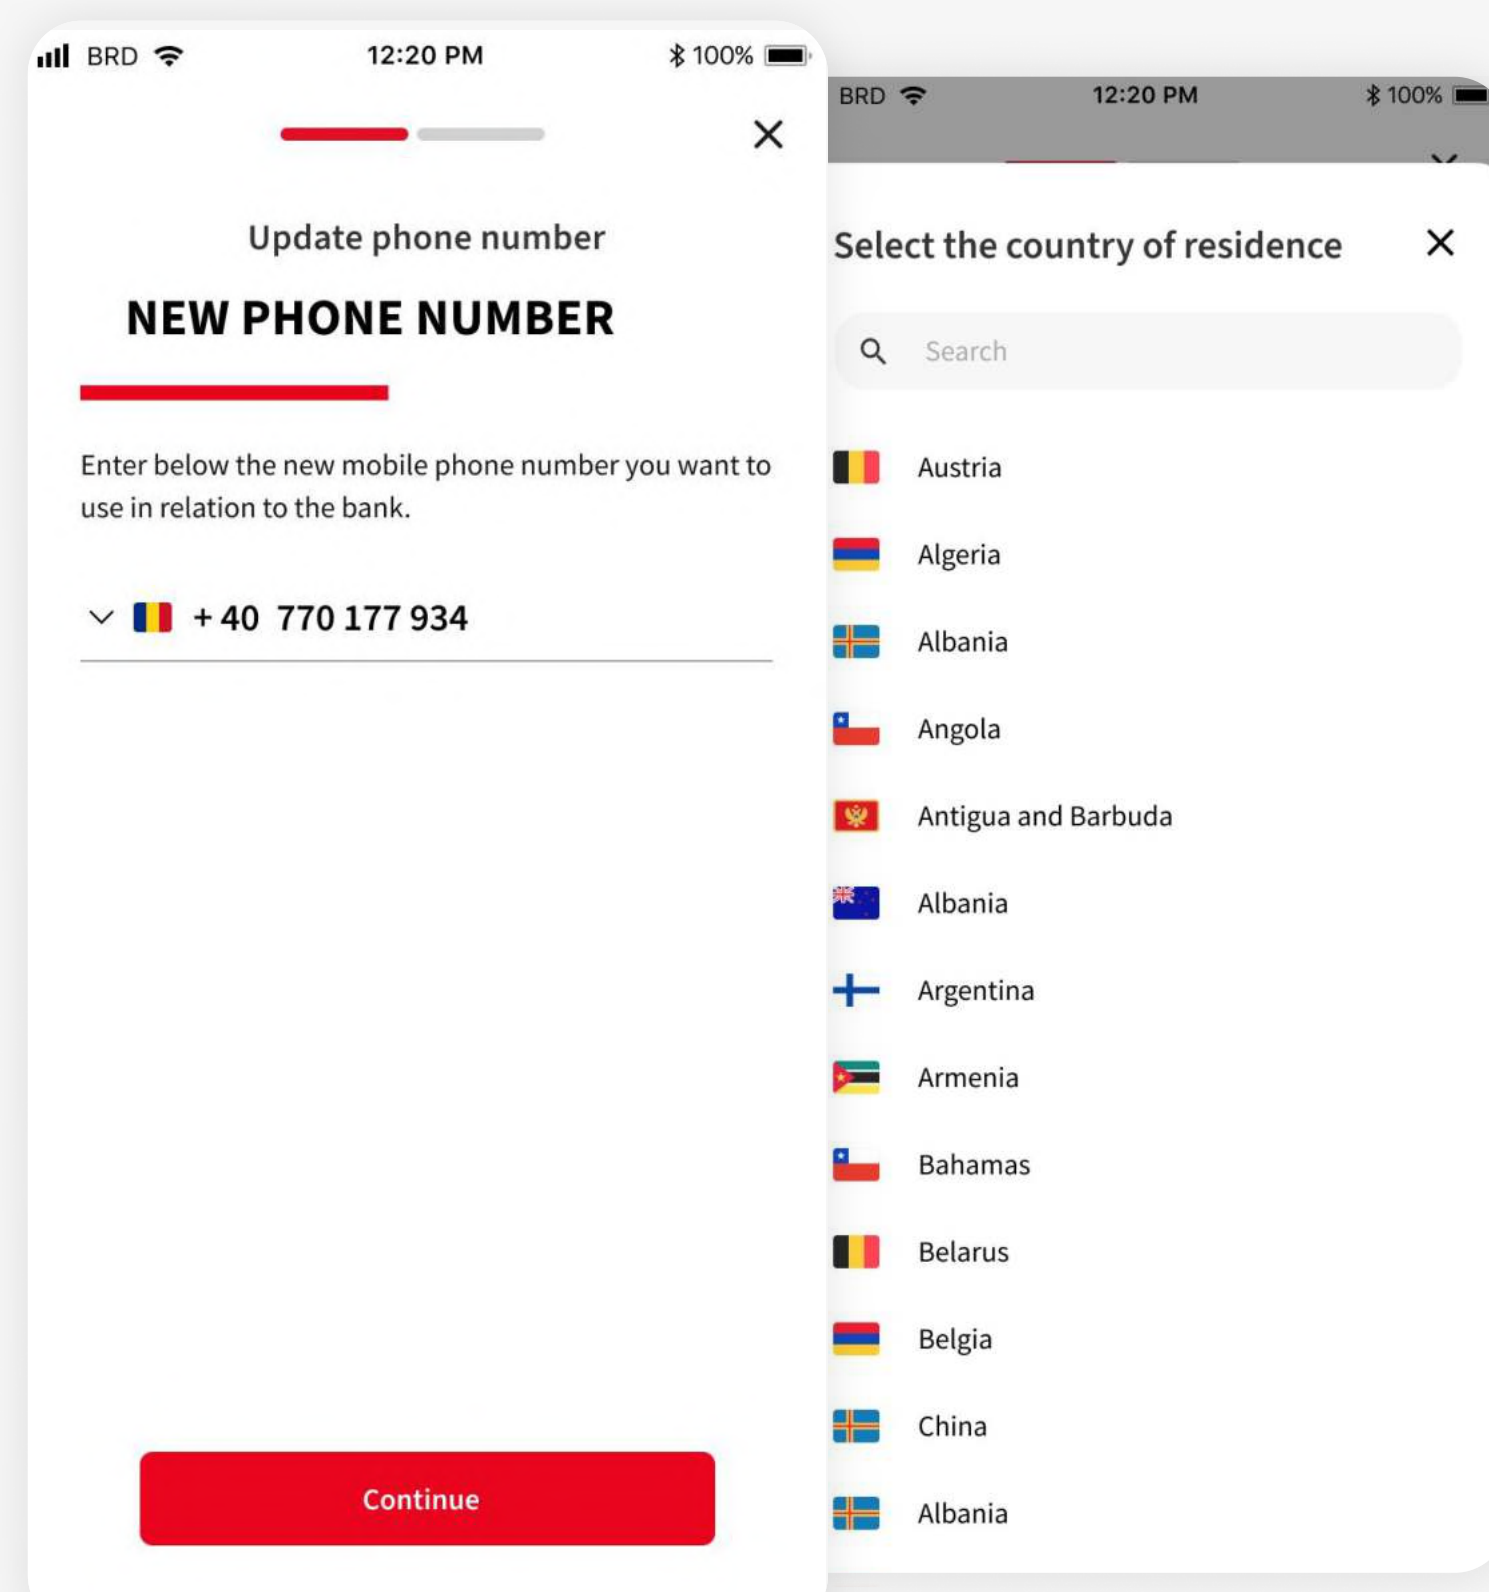 BRD 12:20 PM 100%
Update phone number
NEW PHONE NUMBER
Enter below the new mobile phone number you want to
use in relation to the bank.
+ 40 770 177 934
Continue
BRD 12:20 PM 100%
Select the country of residence
Search
Austria
Algeria
Albania
Angola
Antigua and Barbuda
Albania
Argentina
Armenia
Bahamas
Belarus
Belgia
China
Albania